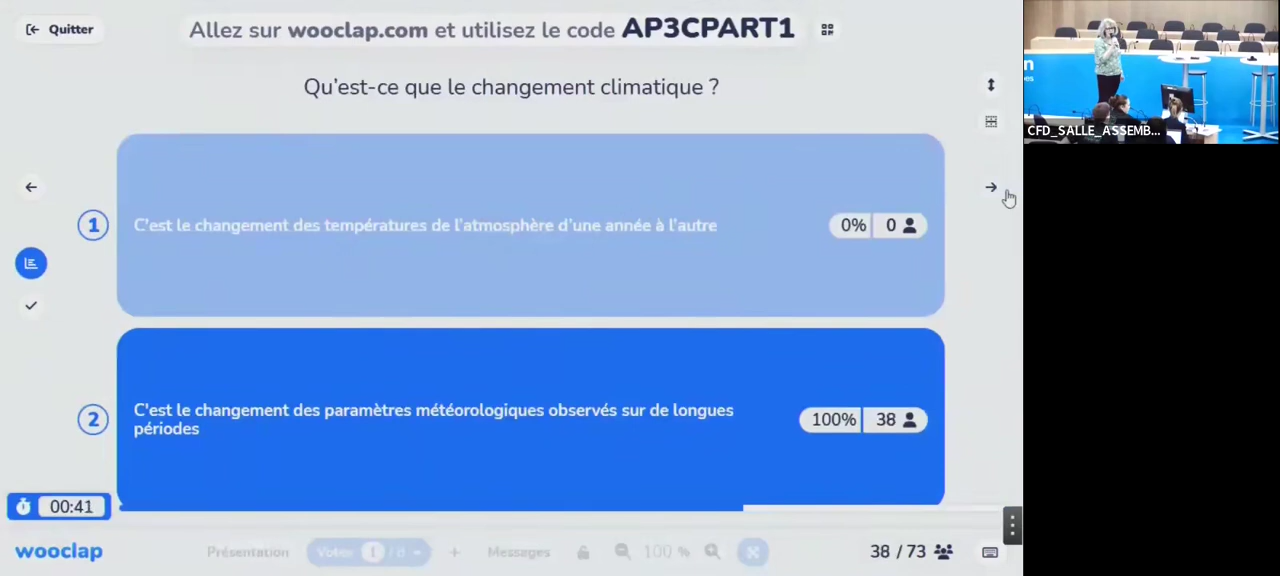 Quitter
Allez sur wooclap.com et utilisez le code AP3CPART1
Qu'est-ce que le changement climatique ?
1
C'est le changement des températures de l'atmosphère d'une année à l'autre
0% 0
2
C'est le changement des paramètres météorologiques observés sur de longues
périodes
100% 38
00:41
wooclap
Présentation
Votes 1
+
Messages
100 %
38 / 73
CFD_SALLE_ASSEMB...